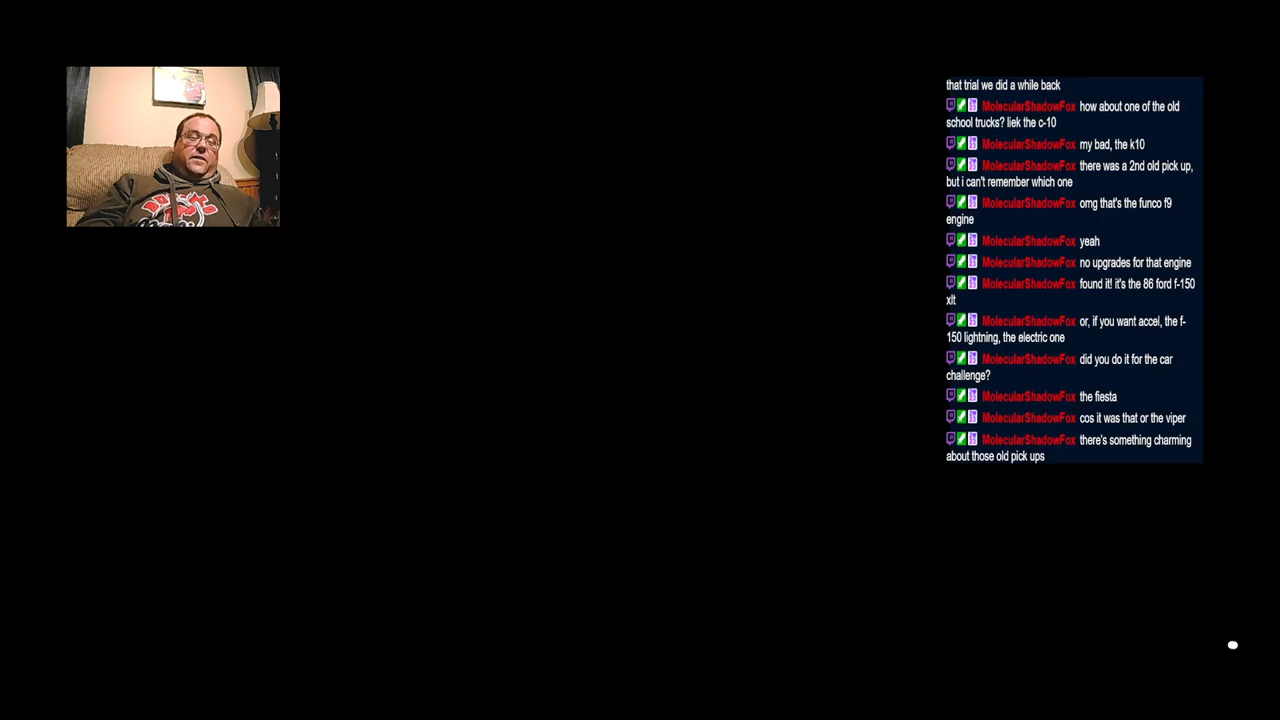 that trial we did a while back
MolecularShadowFox how about one of the old
school trucks? liek the c-10
MolecularShadowFox my bad, the k10
MolecularShadowFox there was a 2nd old pick up,
but i can't remember which one
MolecularShadowFox omg that's the funco f9
engine
MolecularShadowFox yeah
MolecularShadowFox no upgrades for that engine
MolecularShadowFox found it! it's the 86 ford f-150
xlt
MolecularShadowFox or, if you want accel, the f-
150 lightning, the electric one
MolecularShadowFox did you do it for the car
challenge?
MolecularShadowFox the fiesta
MolecularShadowFox cos it was that or the viper
MolecularShadowFox there's something charming
about those old pick ups